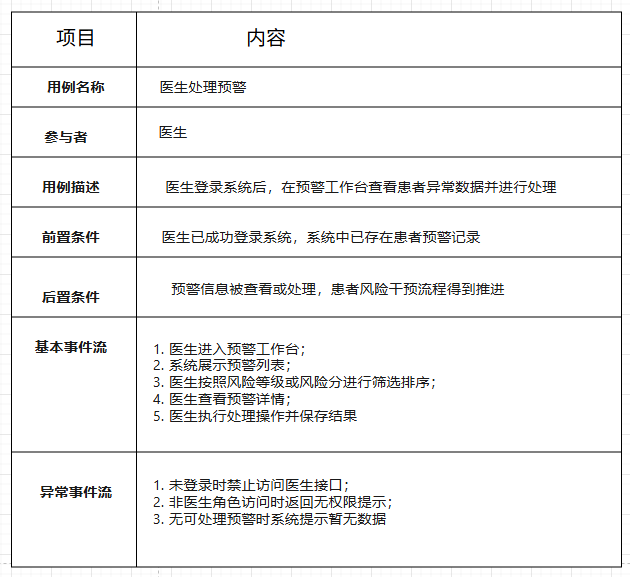 项目 内容
用例名称 医生处理预警
参与者 医生
用例描述 医生登录系统后，在预警工作台查看患者异常数据并进行处理
前置条件 医生已成功登录系统，系统中已存在患者预警记录
后置条件 预警信息被查看或处理，患者风险干预流程得到推进
基本事件流
1. 医生进入预警工作台；
2. 系统展示预警列表；
3. 医生按照风险等级或风险分进行筛选排序；
4. 医生查看预警详情；
5. 医生执行处理操作并保存结果
异常事件流
1. 未登录时禁止访问医生接口；
2. 非医生角色访问时返回无权限提示；
3. 无可处理预警时系统提示暂无数据